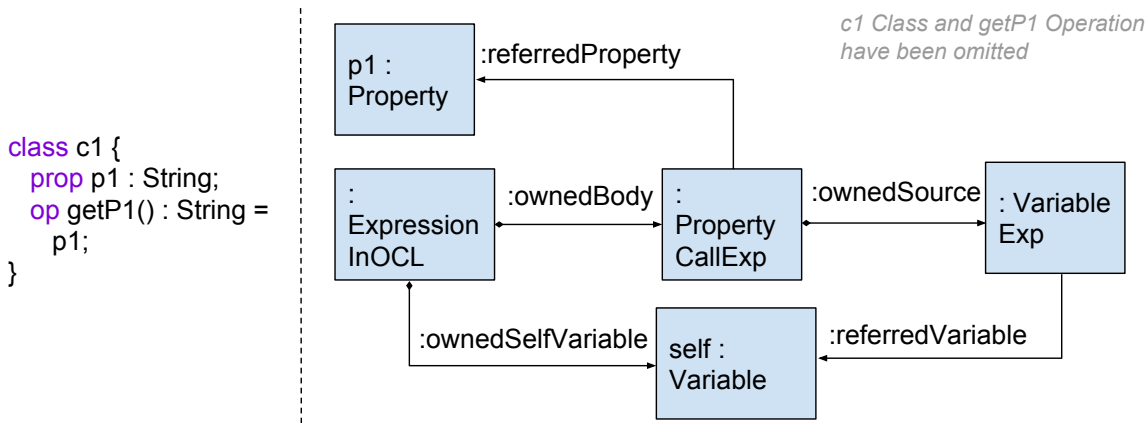 class c1 {
prop p1 : String;
op getP1() : String =
p1;
}
c1 Class and getP1 Operation
have been omitted
p1 :
Property
:referredProperty
:
Expression
InOCL
:ownedBody
:
Property
CallExp
:ownedSource
: Variable
Exp
:ownedSelfVariable
self :
Variable
:referredVariable